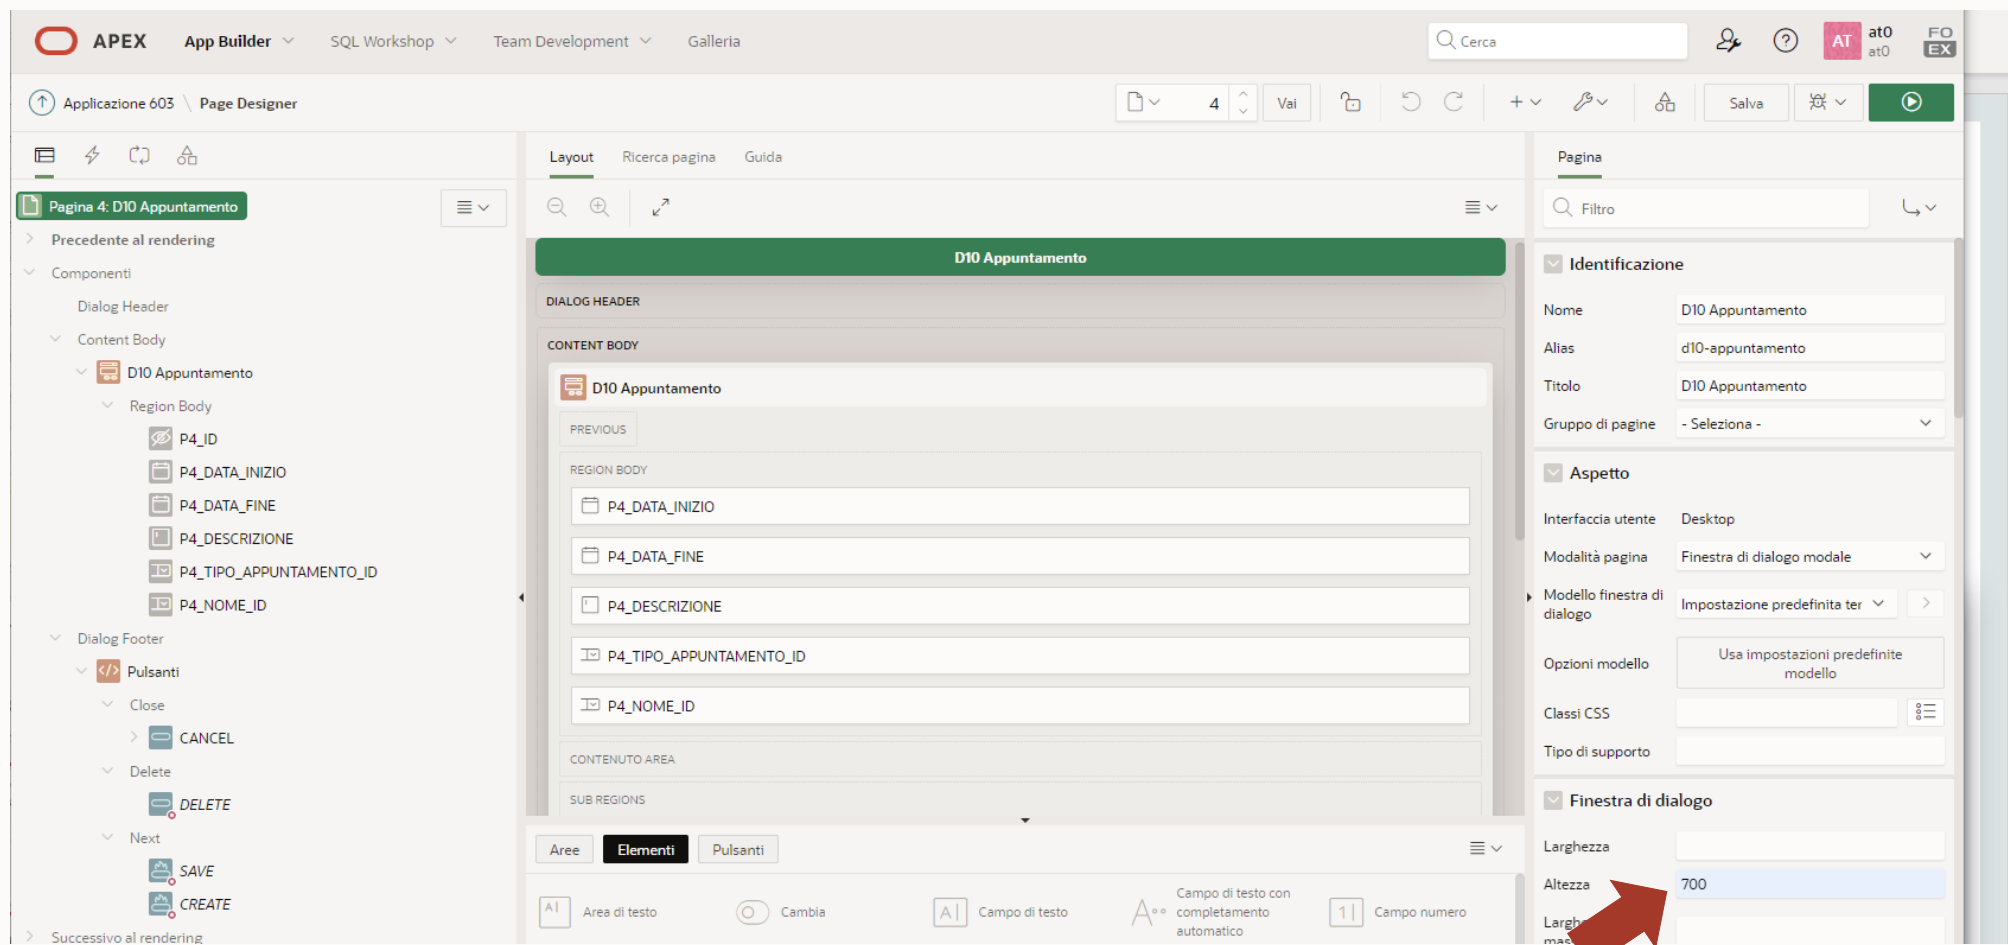 APEX App Builder SQL Workshop Team Development Galleria Cerca AT at0 at0 FO EX
Applicazione 603 \ Page Designer 4 Vai Salva
Pagina 4: D10 Appuntamento
Precedente al rendering
Componenti
Dialog Header
Content Body
D10 Appuntamento
Region Body
P4_ID
P4_DATA_INIZIO
P4_DATA_FINE
P4_DESCRIZIONE
P4_TIPO_APPUNTAMENTO_ID
P4_NOME_ID
Dialog Footer
Pulsanti
Close
CANCEL
Delete
DELETE
Next
SAVE
CREATE
Successivo al rendering
Layout Ricerca pagina Guida
D10 Appuntamento
DIALOG HEADER
CONTENT BODY
D10 Appuntamento
PREVIOUS
REGION BODY
P4_DATA_INIZIO
P4_DATA_FINE
P4_DESCRIZIONE
P4_TIPO_APPUNTAMENTO_ID
P4_NOME_ID
CONTENUTO AREA
SUB REGIONS
Aree Elementi Pulsanti
Area di testo Cambia Campo di testo
Campo di testo con
completamento
automatico
Campo numero
Pagina
Filtro
Identificazione
Nome D10 Appuntamento
Alias d10-appuntamento
Titolo D10 Appuntamento
Gruppo di pagine - Seleziona -
Aspetto
Interfaccia utente Desktop
Modalità pagina Finestra di dialogo modale
Modello finestra di
dialogo
Impostazione predefinita ter
Opzioni modello
Usa impostazioni predefinite
modello
Classi CSS
Tipo di supporto
Finestra di dialogo
Larghezza
Altezza 700